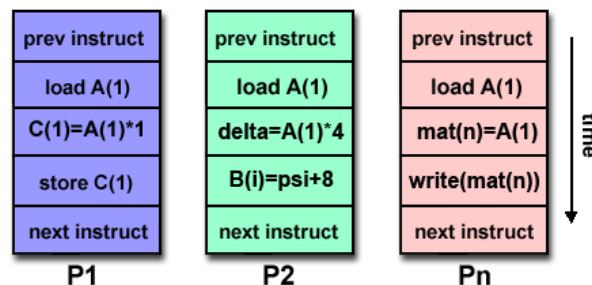 prev instruct
load A(1)
C(1)=A(1)*1
store C(1)
next instruct
P1
prev instruct
load A(1)
delta=A(1)*4
B(i)=psi+8
next instruct
P2
prev instruct
load A(1)
mat(n)=A(1)
write(mat(n))
next instruct
Pn
time